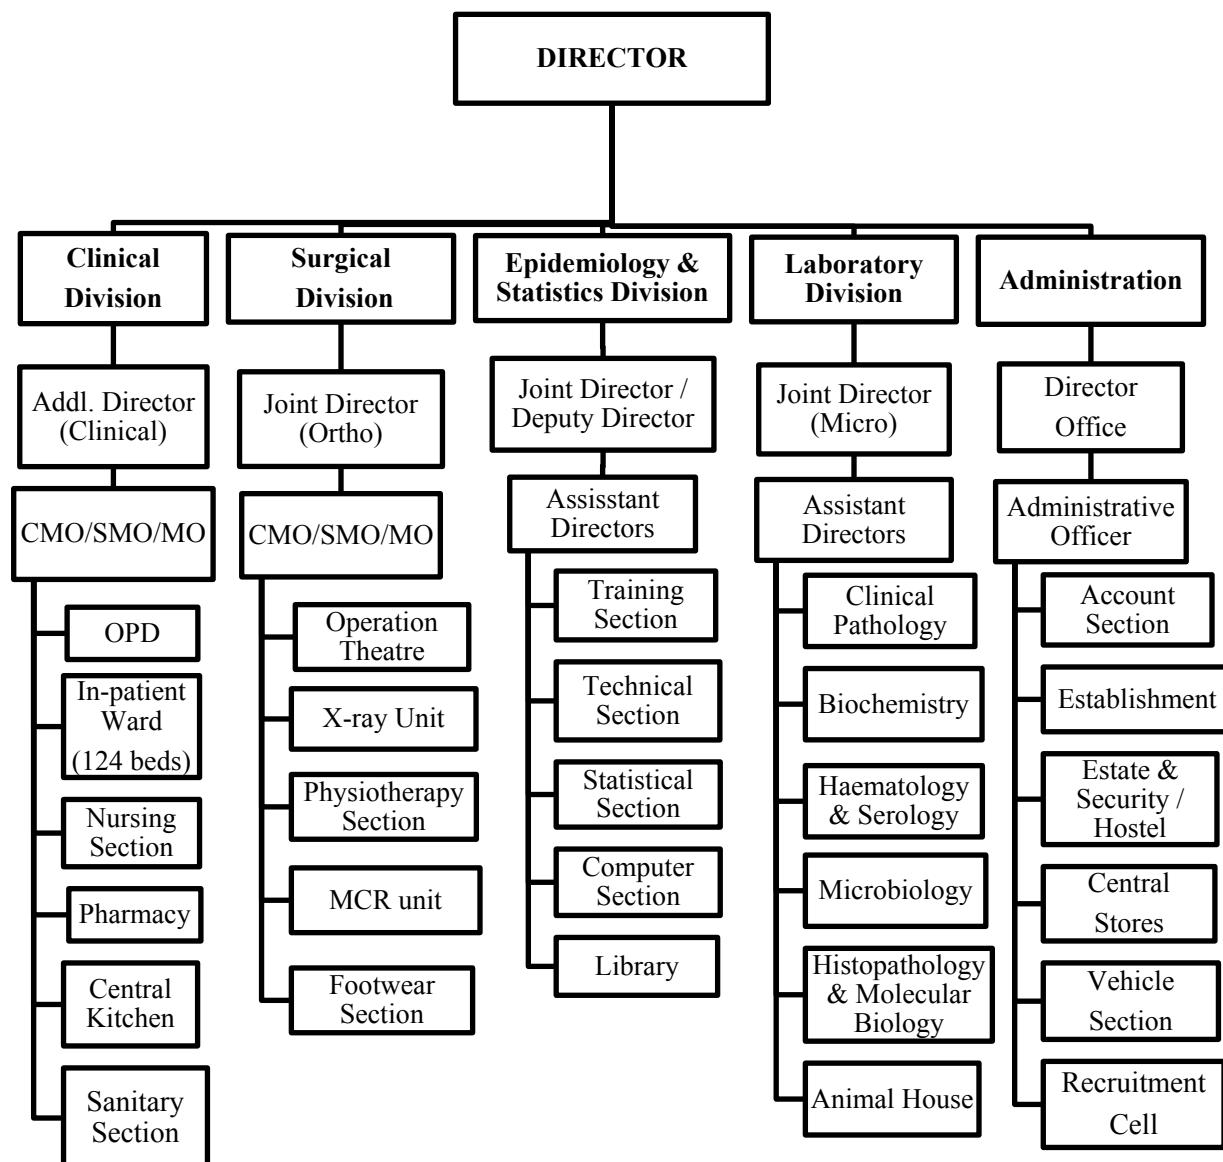 DIRECTOR
Clinical
Division
Addl. Director
(Clinical)
CMO/SMO/MO
OPD
In-patient
Ward
(124 beds)
Nursing
Section
Pharmacy
Central
Kitchen
Sanitary
Section
Surgical
Division
Joint Director
(Ortho)
CMO/SMO/MO
Operation
Theatre
X-ray Unit
Physiotherapy
Section
MCR unit
Footwear
Section
Epidemiology &
Statistics Division
Joint Director /
Deputy Director
Assisstant
Directors
Training
Section
Technical
Section
Statistical
Section
Computer
Section
Library
Laboratory
Division
Joint Director
(Micro)
Assistant
Directors
Clinical
Pathology
Biochemistry
Haematology
& Serology
Microbiology
Histopathology
& Molecular
Biology
Animal House
Administration
Director
Office
Administrative
Officer
Account
Section
Establishment
Estate &
Security /
Hostel
Central
Stores
Vehicle
Section
Recruitment
Cell